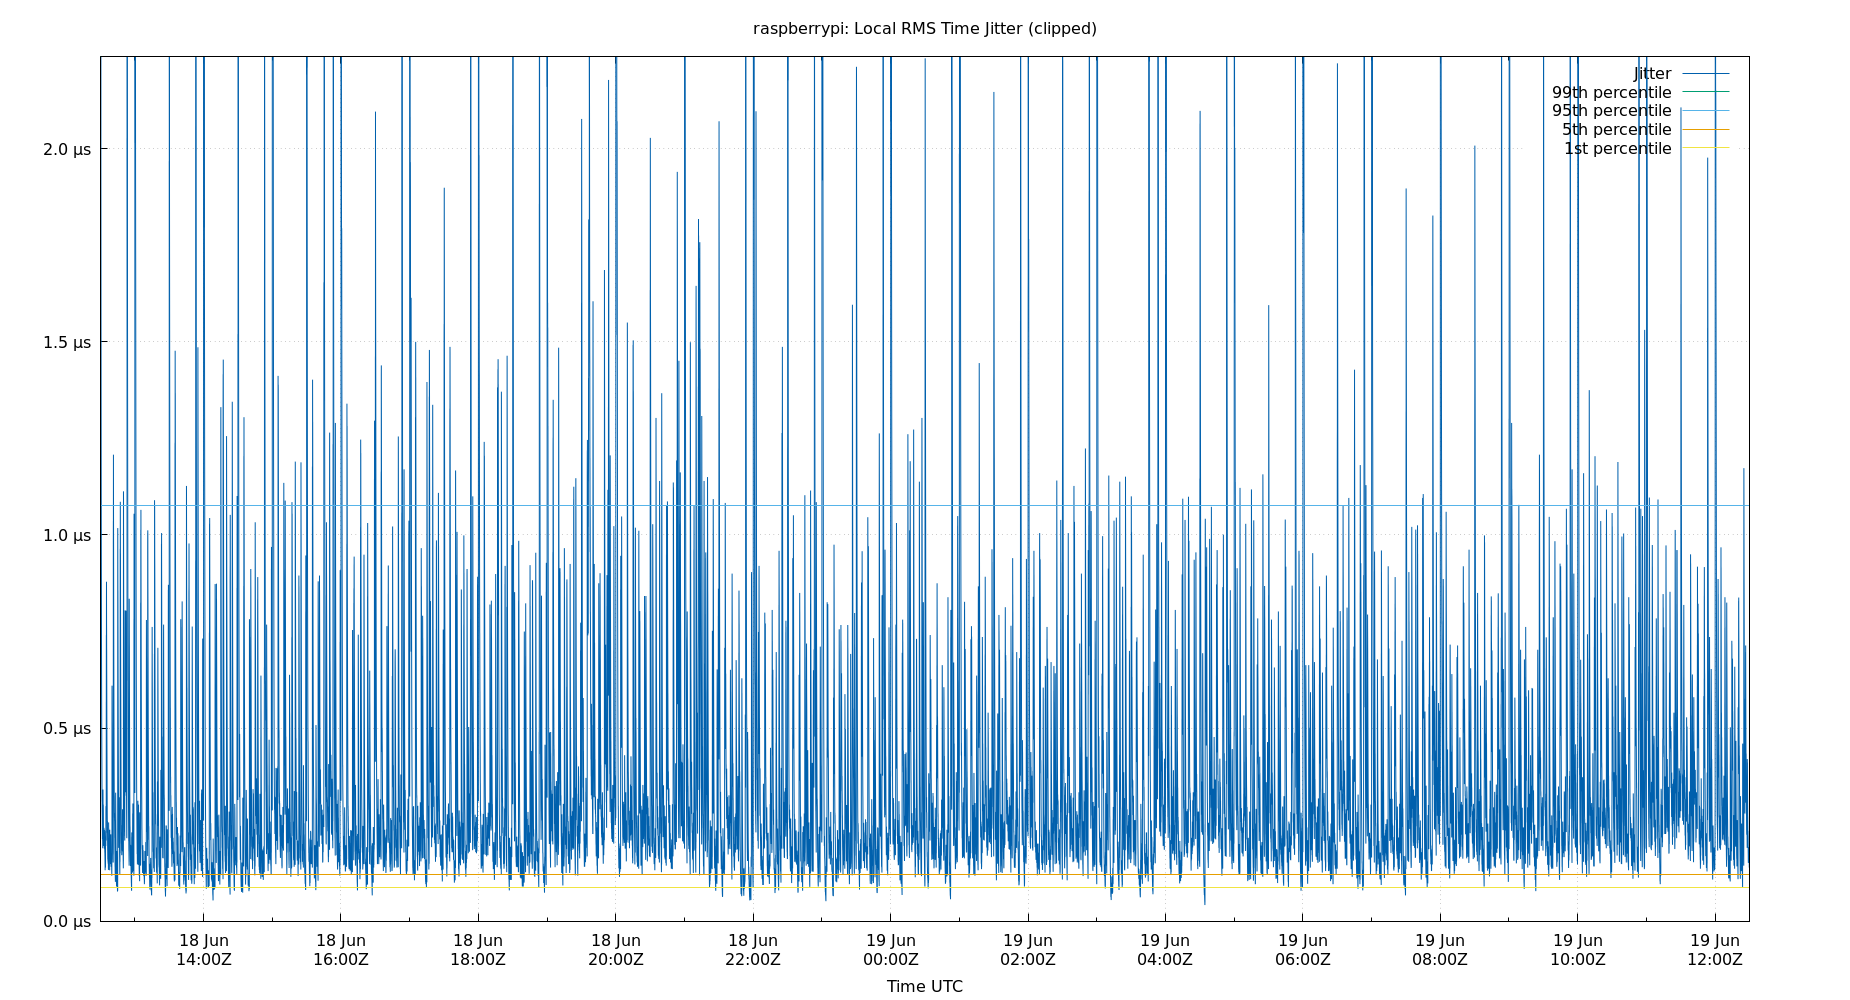 raspberrypi: Local RMS Time Jitter (clipped)
Jitter
99th percentile
95th percentile
5th percentile
1st percentile
2.0 µs
1.5 µs
1.0 µs
0.5 µs
0.0 µs
18 Jun 18 Jun 18 Jun 18 Jun 18 Jun 19 Jun 19 Jun 19 Jun 19 Jun 19 Jun 19 Jun 19 Jun
14:00Z 16:00Z 18:00Z 20:00Z 22:00Z 00:00Z 02:00Z 04:00Z 06:00Z 08:00Z 10:00Z 12:00Z
Time UTC